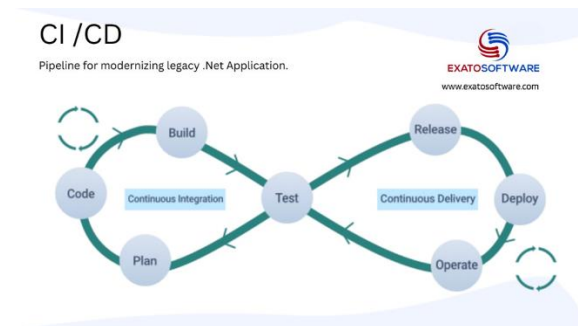 CI /CD
Pipeline for modernizing legacy .Net Application.
EXATOSOFTWARE
www.exatosoftware.com
Build
Release
Code
Continuous Integration
Test
Continuous Delivery
Deploy
Plan
Operate